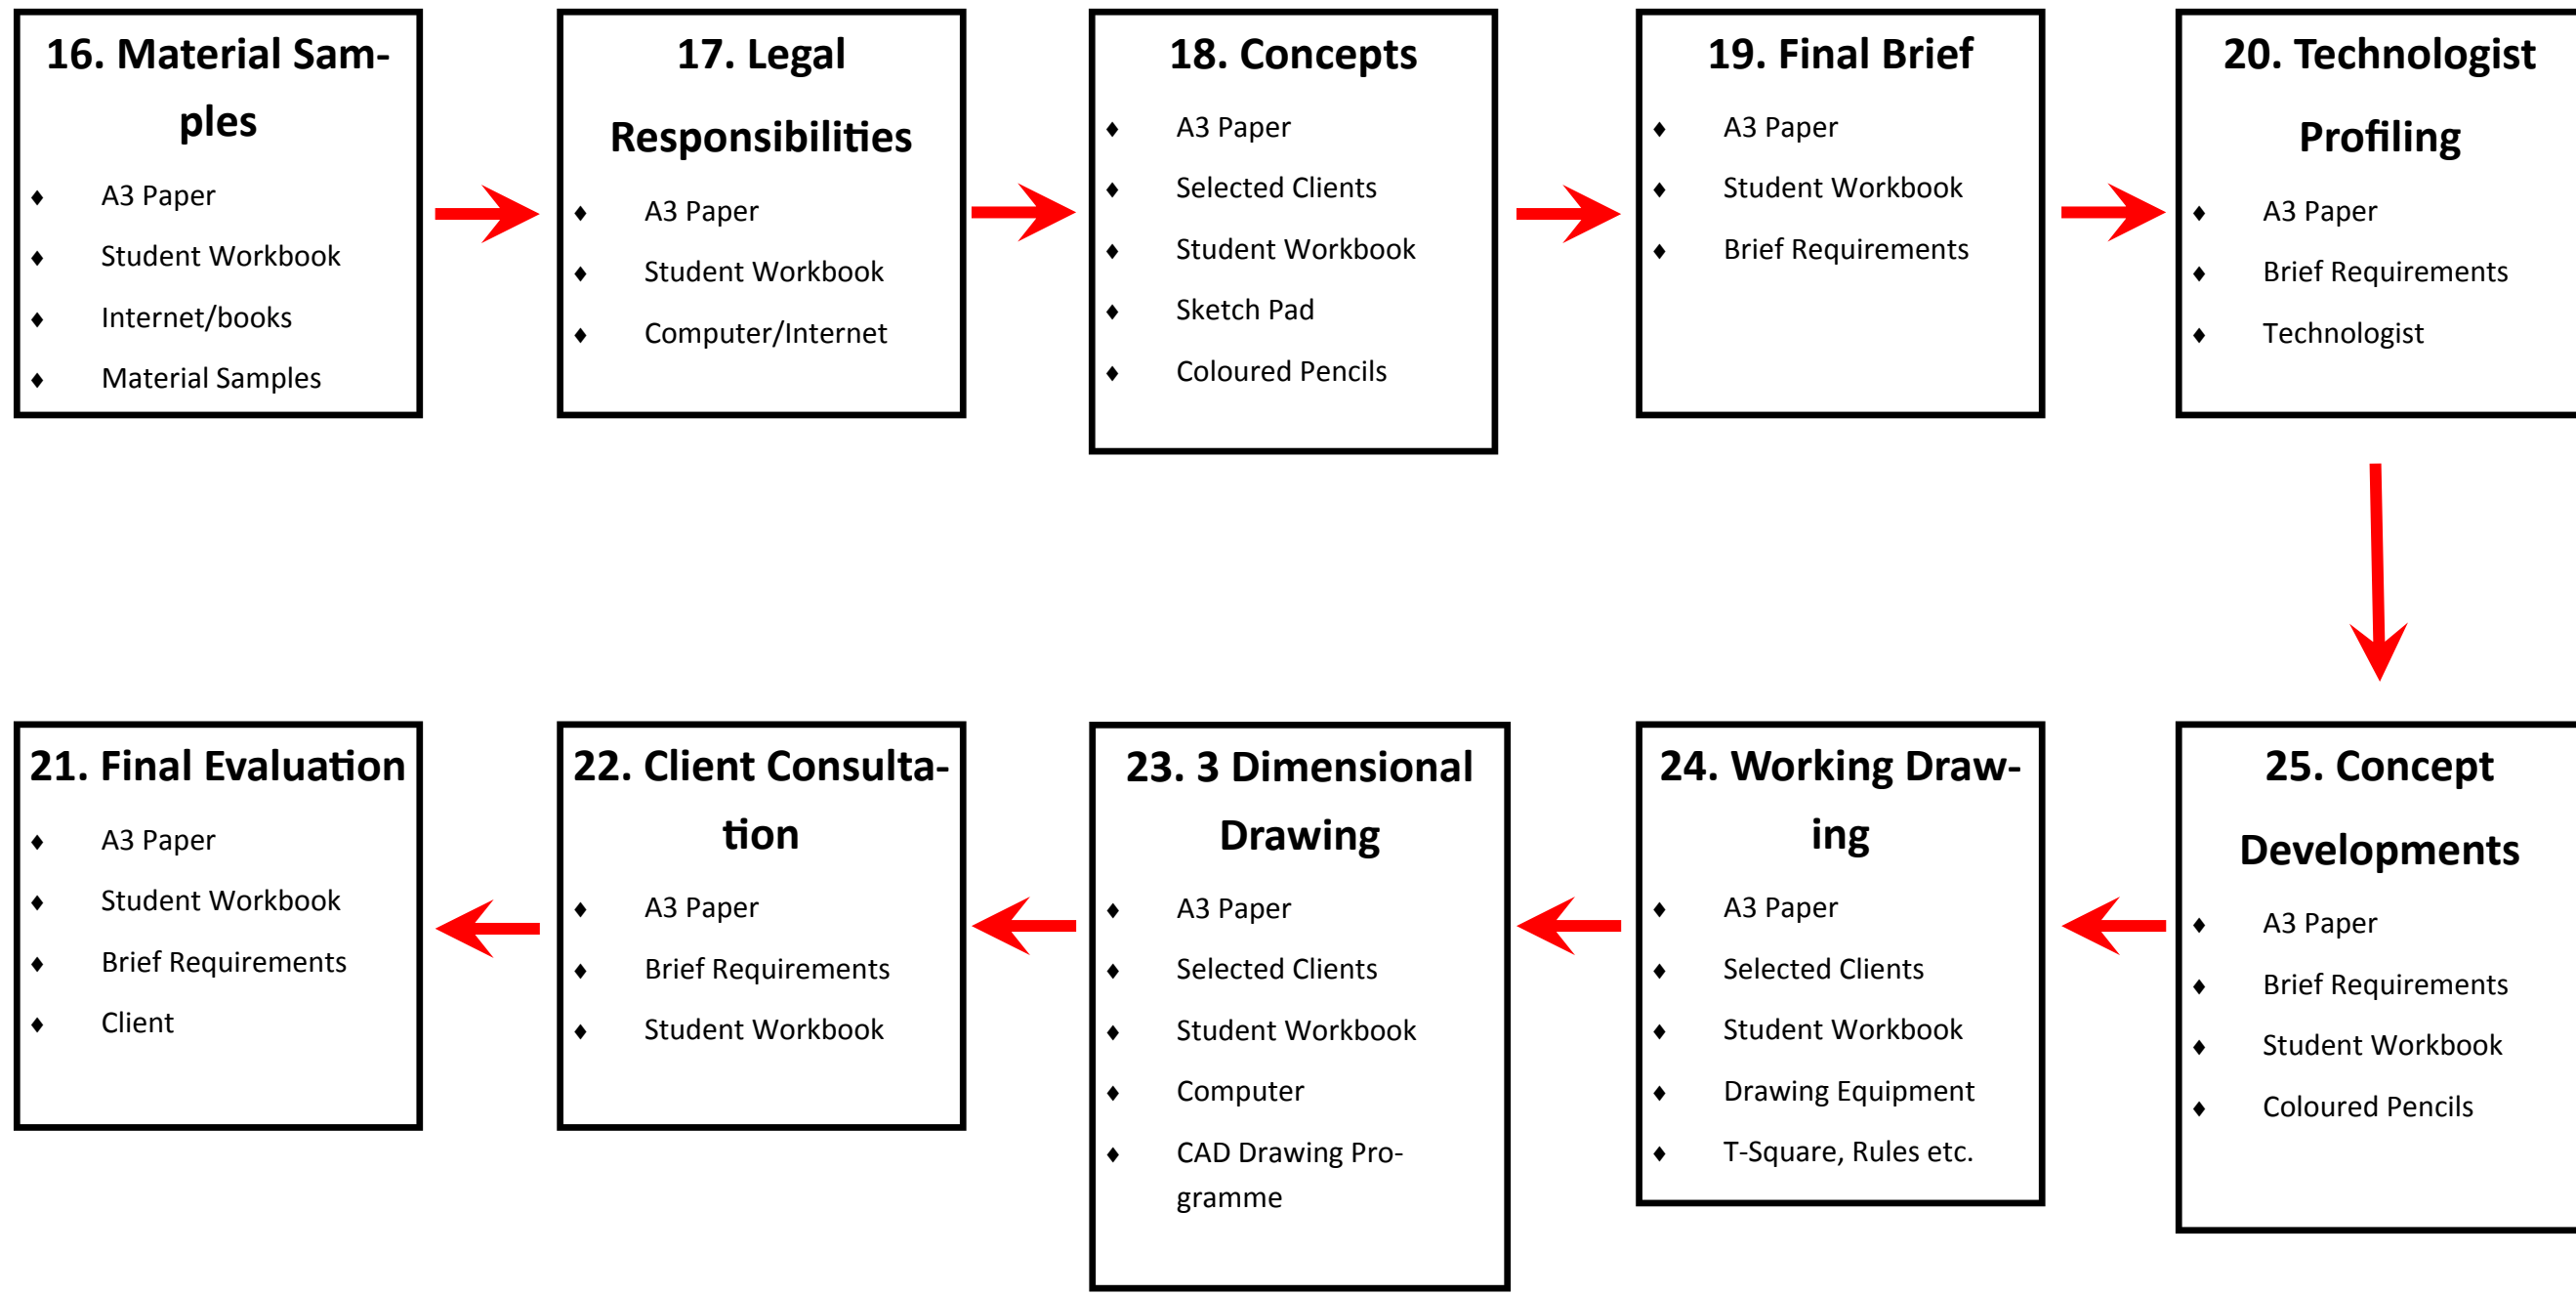 16. Material Sam-
ples
♦ A3 Paper
♦ Student Workbook
♦ Internet/books
♦ Material Samples
17. Legal
Responsibilities
♦ A3 Paper
♦ Student Workbook
♦ Computer/Internet
18. Concepts
♦ A3 Paper
♦ Selected Clients
♦ Student Workbook
♦ Sketch Pad
♦ Coloured Pencils
19. Final Brief
♦ A3 Paper
♦ Student Workbook
♦ Brief Requirements
20. Technologist
Profiling
♦ A3 Paper
♦ Brief Requirements
♦ Technologist
21. Final Evaluation
♦ A3 Paper
♦ Student Workbook
♦ Brief Requirements
♦ Client
22. Client Consulta-
tion
♦ A3 Paper
♦ Brief Requirements
♦ Student Workbook
23. 3 Dimensional
Drawing
♦ A3 Paper
♦ Selected Clients
♦ Student Workbook
♦ Computer
♦ CAD Drawing Pro-
gramme
24. Working Draw-
ing
♦ A3 Paper
♦ Selected Clients
♦ Student Workbook
♦ Drawing Equipment
♦ T-Square, Rules etc.
25. Concept
Developments
♦ A3 Paper
♦ Brief Requirements
♦ Student Workbook
♦ Coloured Pencils